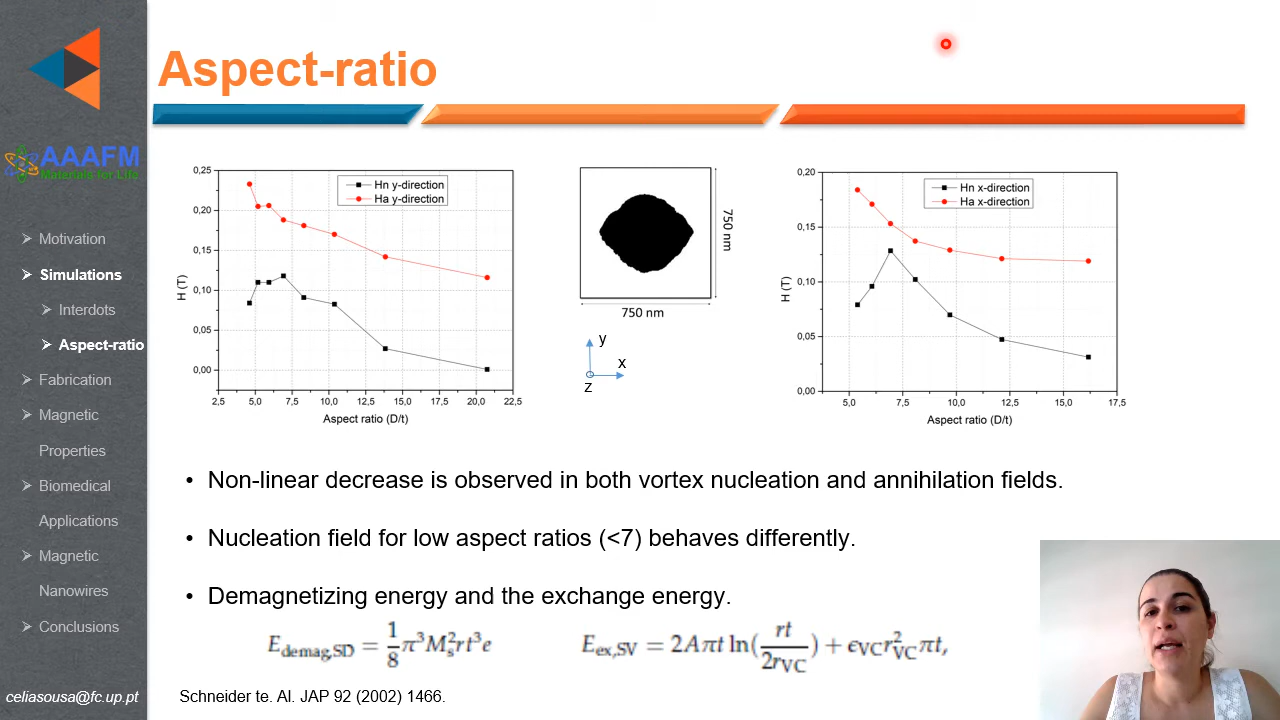 Aspect-ratio
AAAFM
Materials for Life
Motivation
Simulations
Interdots
Aspect-ratio
Fabrication
Magnetic
Properties
Biomedical
Applications
Magnetic
Nanowires
Conclusions
celiasousa@fc.up.pt
0,25
0,20
0,15
0,10
0,05
0,00
H (T)
Hn y-direction
Ha y-direction
2,5 5,0 7,5 10,0 12,5 15,0 17,5 20,0 22,5
Aspect ratio (D/t)
750 nm
750 nm
y
x
z
0,20
0,15
0,10
0,05
0,00
H (T)
Hn x-direction
Ha x-direction
5,0 7,5 10,0 12,5 15,0 17,5
Aspect ratio (D/t)
• Non-linear decrease is observed in both vortex nucleation and annihilation fields.
• Nucleation field for low aspect ratios (<7) behaves differently.
• Demagnetizing energy and the exchange energy.
E_demag,SD = 1/8 π³M_s²rt³e
E_ex,SV = 2Aπt ln(rt/2r_VC) + ϵ_VC r_VC² πt,
Schneider te. Al. JAP 92 (2002) 1466.